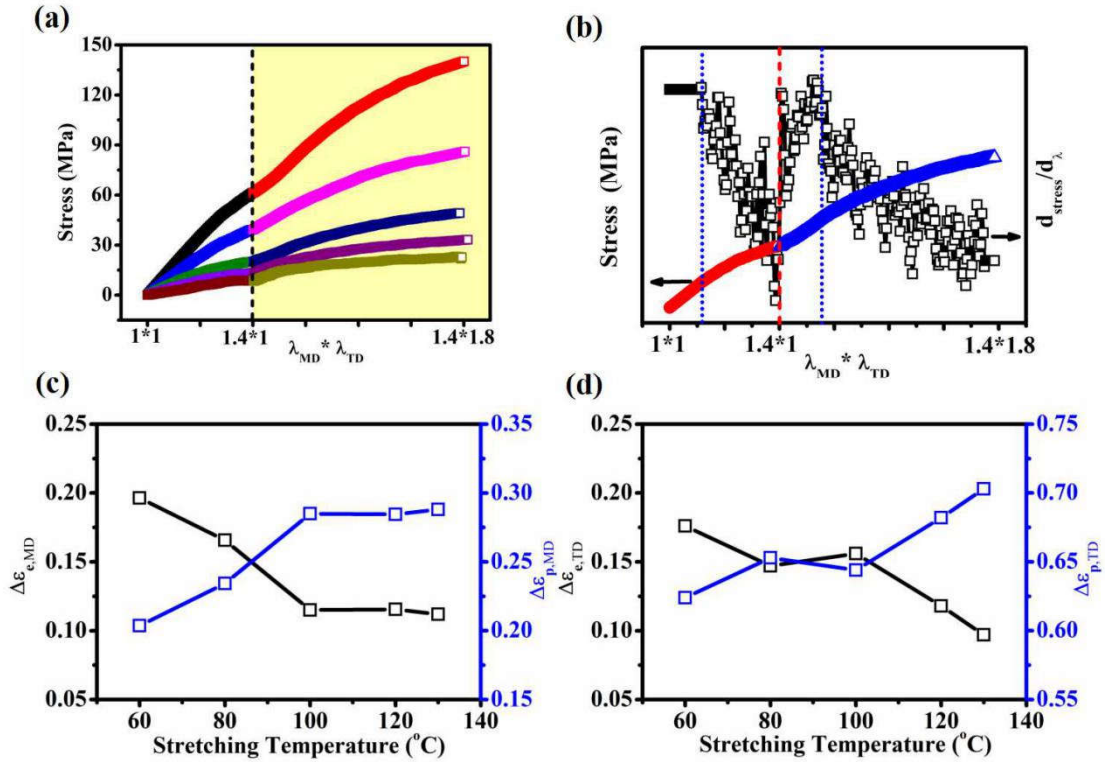 (a)
150
120
90
60
30
0
Stress (MPa)
1*1
1.4*1
1.4*1.8
λMD* λTD
(b)
Stress (MPa)
dstress/dλ
1*1
1.4*1
1.4*1.8
λMD* λTD
(c)
0.25
0.20
0.15
0.10
0.05
Δεe,MD
0.35
0.30
0.25
0.20
0.15
Δεp,MD
60
80
100
120
140
Stretching Temperature (°C)
(d)
0.25
0.20
0.15
0.10
0.05
Δεe,TD
0.75
0.70
0.65
0.60
0.55
Δεp,TD
60
80
100
120
140
Stretching Temperature (°C)